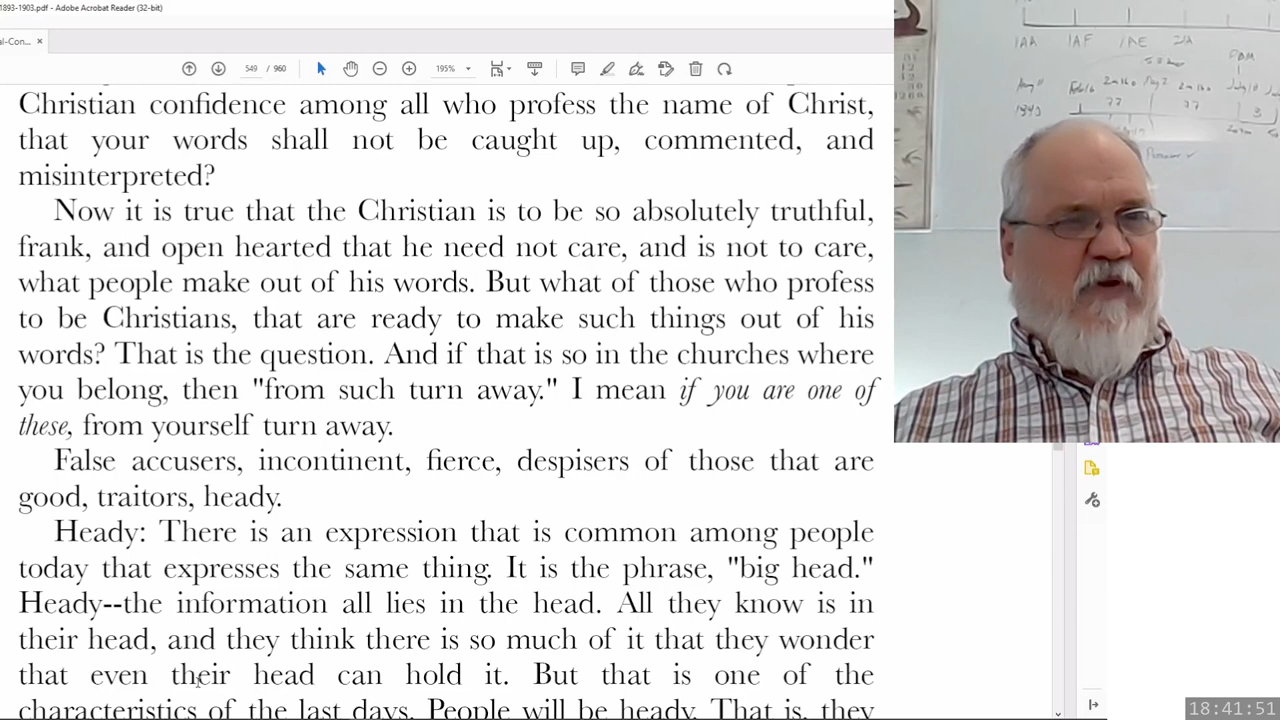 1893-1903.pdf - Adobe Acrobat Reader (32-bit)
al-Con... ×
549 / 960 195%
Christian confidence among all who profess the name of Christ,
that your words shall not be caught up, commented, and
misinterpreted?
Now it is true that the Christian is to be so absolutely truthful,
frank, and open hearted that he need not care, and is not to care,
what people make out of his words. But what of those who profess
to be Christians, that are ready to make such things out of his
words? That is the question. And if that is so in the churches where
you belong, then "from such turn away." I mean if you are one of
these, from yourself turn away.
False accusers, incontinent, fierce, despisers of those that are
good, traitors, heady.
Heady: There is an expression that is common among people
today that expresses the same thing. It is the phrase, "big head."
Heady--the information all lies in the head. All they know is in
their head, and they think there is so much of it that they wonder
that even their head can hold it. But that is one of the
characteristics of the last days. People will be heady. That is, they
1AA 1AF 1AE
77 77 3
18:41:51